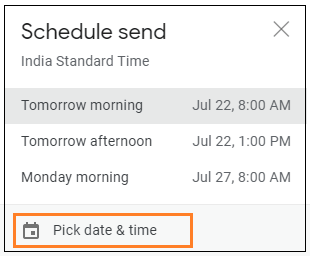 Schedule send
India Standard Time
Tomorrow morning Jul 22, 8:00 AM
Tomorrow afternoon Jul 22, 1:00 PM
Monday morning Jul 27, 8:00 AM
Pick date & time